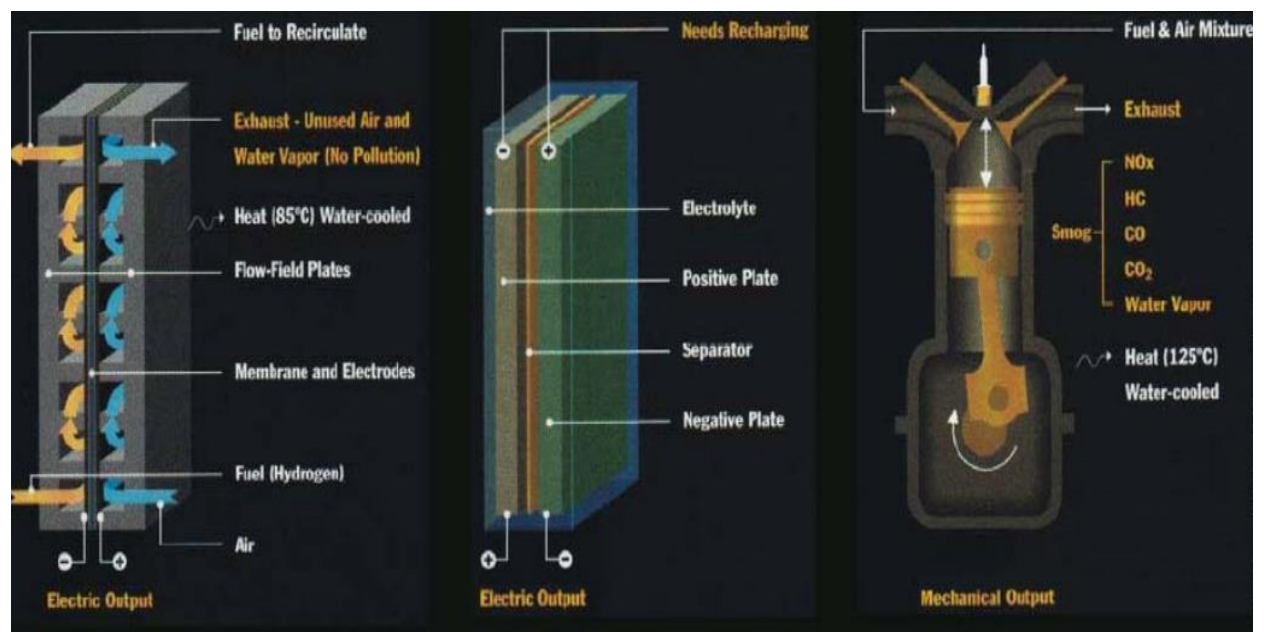 Fuel to Recirculate
Exhaust - Unused Air and
Water Vapor (No Pollution)
Heat (85°C) Water-cooled
Flow-Field Plates
Membrane and Electrodes
Fuel (Hydrogen)
Air
- +
Electric Output
Needs Recharging
- +
Electrolyte
Positive Plate
Separator
Negative Plate
+ -
Electric Output
Fuel & Air Mixture
Exhaust
NOx
HC
Smog
CO
CO₂
Water Vapor
Heat (125°C)
Water-cooled
Mechanical Output